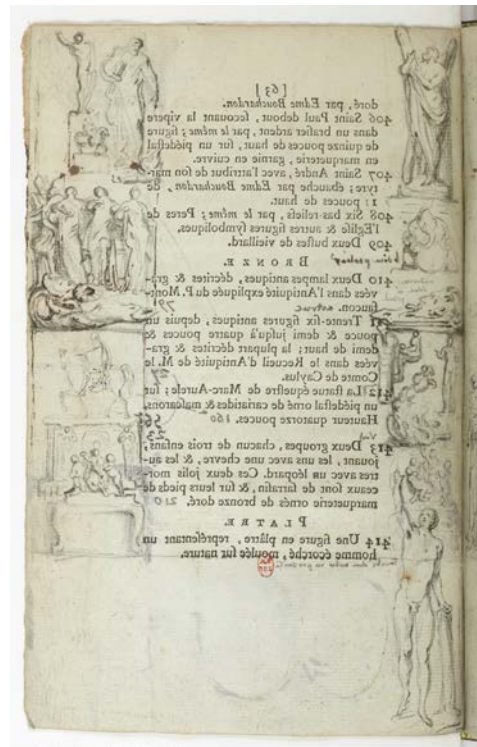 [ 63 ]
doré, par Edme Bouchardon.
406 Saint Paul debout, ſecouant la vipere
dans un braſier ardent, par le même; figure
de quinze pouces de haut, ſur un piédeſtal
en marqueterie, garnie en cuivre.
407 Saint André, avec l'attribut de ſon mar-
tyre; ébauche par Edme Bouchardon, de
11 pouces de haut.
408 Six bas-reliefs, par le même; Peres de
l'Egliſe & autres figures ſymboliques.
409 Deux buſtes de vieillard.
BRONZE.
410 Deux lampes antiques, décrites & gra-
vées dans l'Antiquité expliquée du P. Mont-
faucon.
411 Trente-ſix figures antiques, depuis un
pouce & demi juſqu'à quatre pouces &
demi de haut; la plupart décrites & gra-
vées dans le Recueil d'Antiquité de M. le
Comte de Caylus.
412 La ſtatue équeſtre de Marc-Aurele; ſur
un piédeſtal orné de cariatides & maſcarons.
Hauteur quatorze pouces. 160
413 Deux groupes, chacun de trois enfans,
jouant, les uns avec une chevre, & les au-
tres avec un léopard. Ces deux jolis mor-
ceaux ſont de ſarraſin, & ſur leurs pieds de
marqueterie ornés de bronze doré. 210
PLATRE.
414 Une figure en plâtre, repréſentant un
homme écorché, moulée ſur nature.